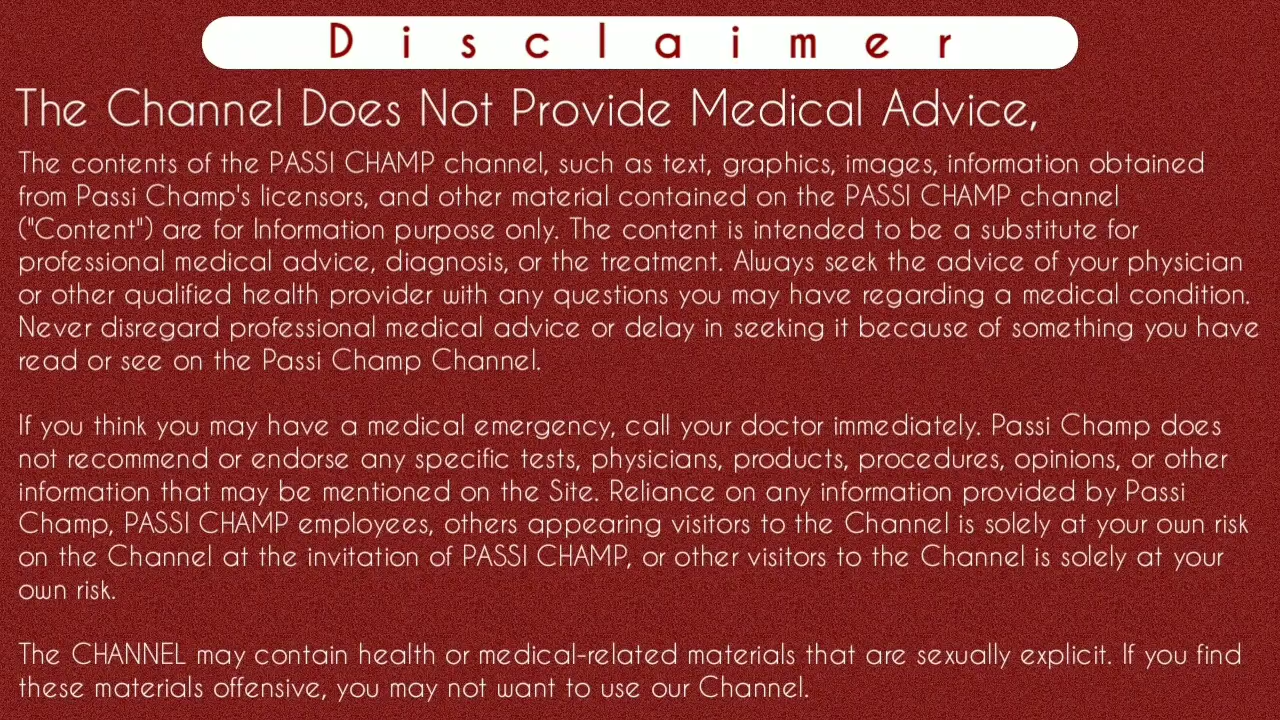 Disclaimer
The Channel Does Not Provide Medical Advice,
The contents of the PASSI CHAMP channel, such as text, graphics, images, information obtained
from Passi Champ's licensors, and other material contained on the PASSI CHAMP channel
("Content") are for Information purpose only. The content is intended to be a substitute for
professional medical advice, diagnosis, or the treatment. Always seek the advice of your physician
or other qualified health provider with any questions you may have regarding a medical condition.
Never disregard professional medical advice or delay in seeking it because of something you have
read or see on the Passi Champ Channel.
If you think you may have a medical emergency, call your doctor immediately. Passi Champ does
not recommend or endorse any specific tests, physicians, products, procedures, opinions, or other
information that may be mentioned on the Site. Reliance on any information provided by Passi
Champ, PASSI CHAMP employees, others appearing visitors to the Channel is solely at your own risk
on the Channel at the invitation of PASSI CHAMP, or other visitors to the Channel is solely at your
own risk.
The CHANNEL may contain health or medical-related materials that are sexually explicit. If you find
these materials offensive, you may not want to use our Channel.